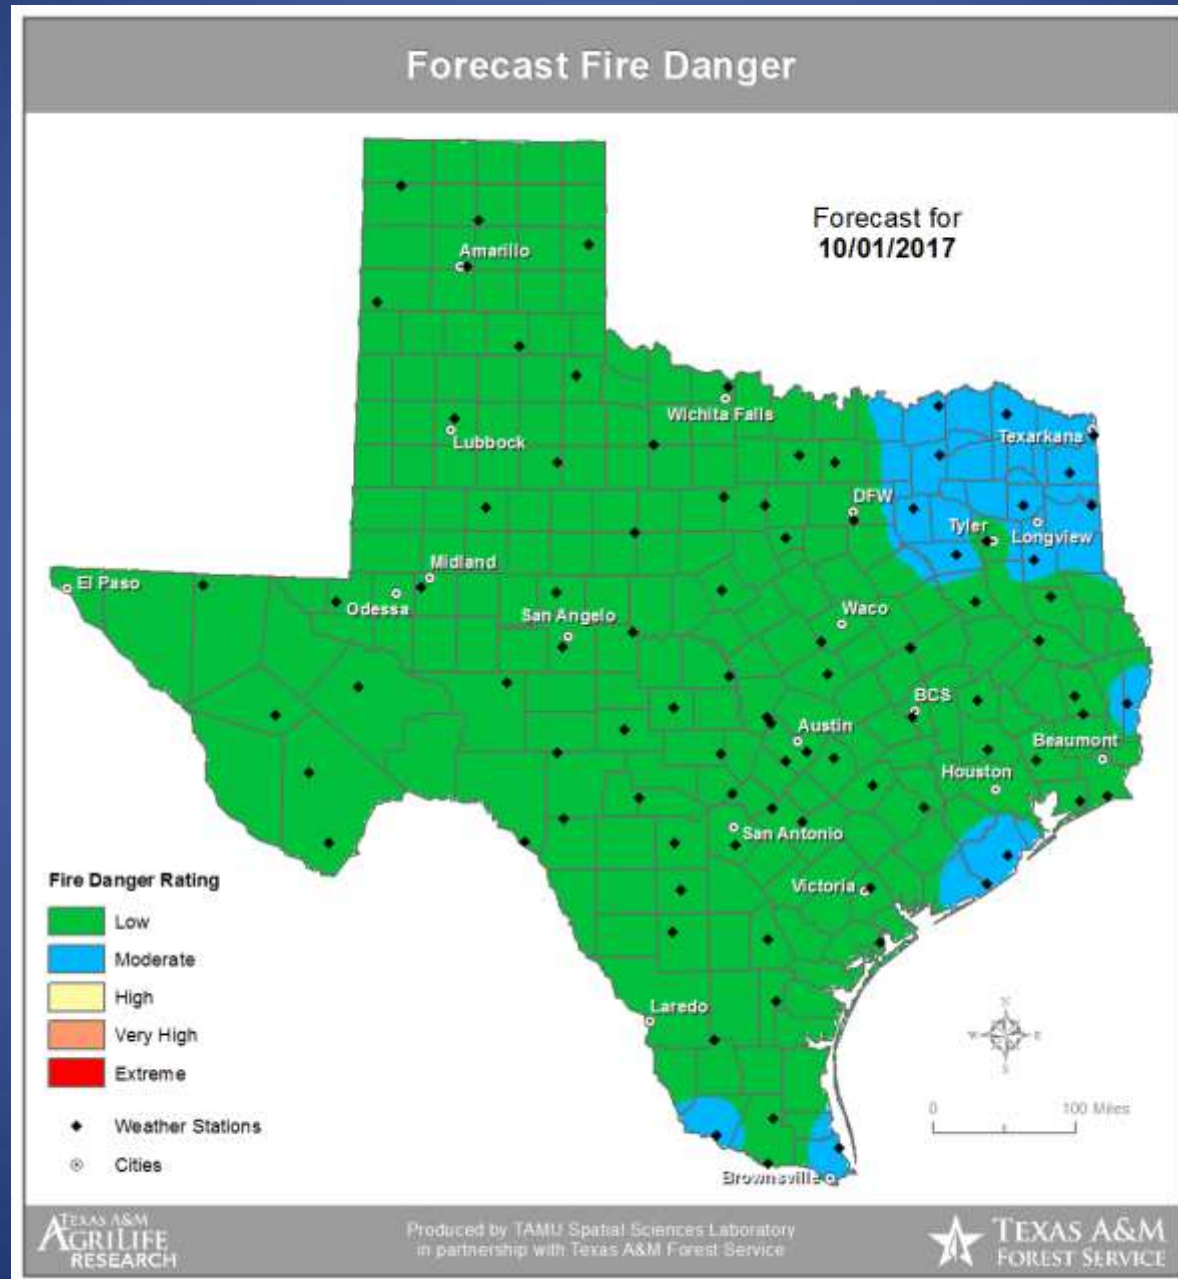 Forecast Fire Danger
Forecast for
10/01/2017
Amarillo
Wichita Falls
Lubbock
Texarkana
DFW
Tyler
Longview
Midland
El Paso
Odessa
San Angelo
Waco
BCS
Austin
Beaumont
Houston
San Antonio
Victoria
Laredo
Brownsville
Fire Danger Rating
Low
Moderate
High
Very High
Extreme
Weather Stations
Cities
N
W E
S
0 100 Miles
TEXAS A&M
AGRILIFE
RESEARCH
Produced by TAMU Spatial Sciences Laboratory
in partnership with Texas A&M Forest Service
TEXAS A&M
FOREST SERVICE